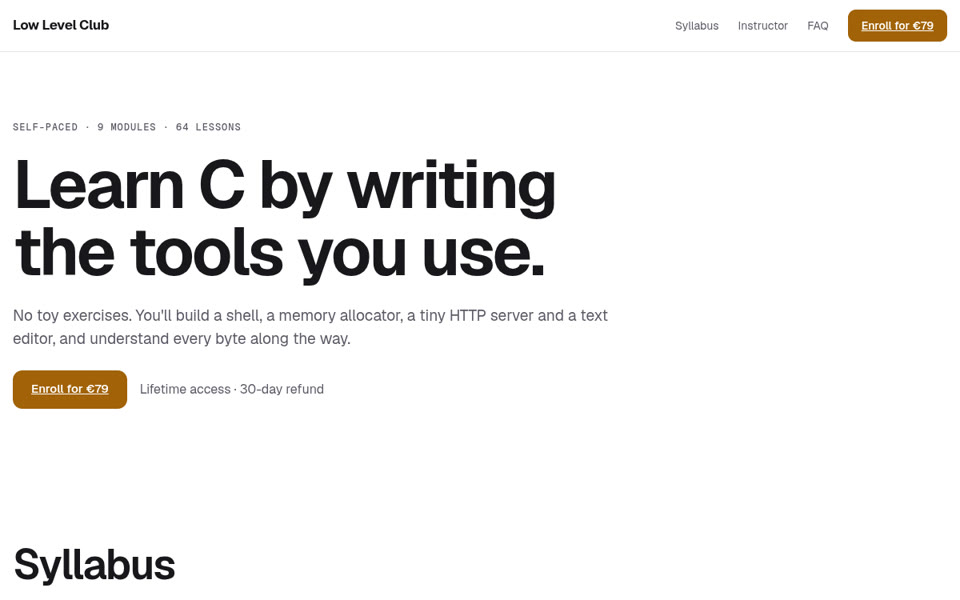 Low Level Club
Syllabus
Instructor
FAQ
Enroll for €79
SELF-PACED · 9 MODULES · 64 LESSONS
Learn C by writing
the tools you use.
No toy exercises. You'll build a shell, a memory allocator, a tiny HTTP server and a text
editor, and understand every byte along the way.
Enroll for €79
Lifetime access · 30-day refund
Syllabus